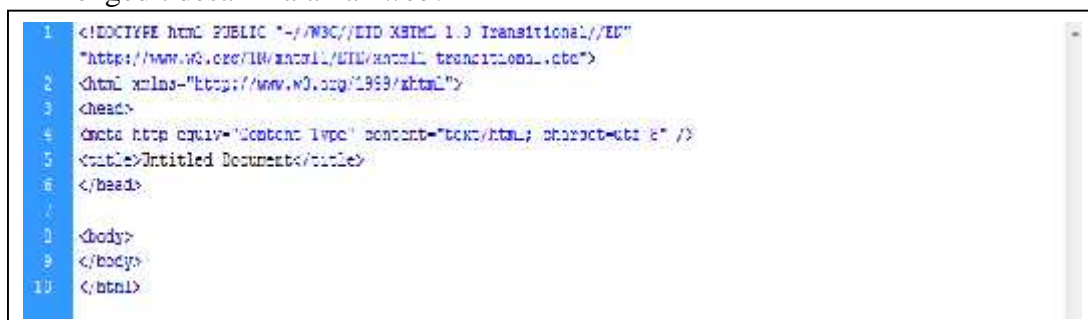 1 <!DOCTYPE html PUBLIC "-//W3C//DTD XHTML 1.0 Transitional//EN"
"http://www.w3.org/TR/xhtml1/DTD/xhtml1-transitional.dtd">
2 <html xmlns="http://www.w3.org/1999/xhtml">
3 <head>
4 <meta http-equiv="Content-Type" content="text/html; charset=utf-8" />
5 <title>Untitled Document</title>
6 </head>
7
8 <body>
9 </body>
10 </html>